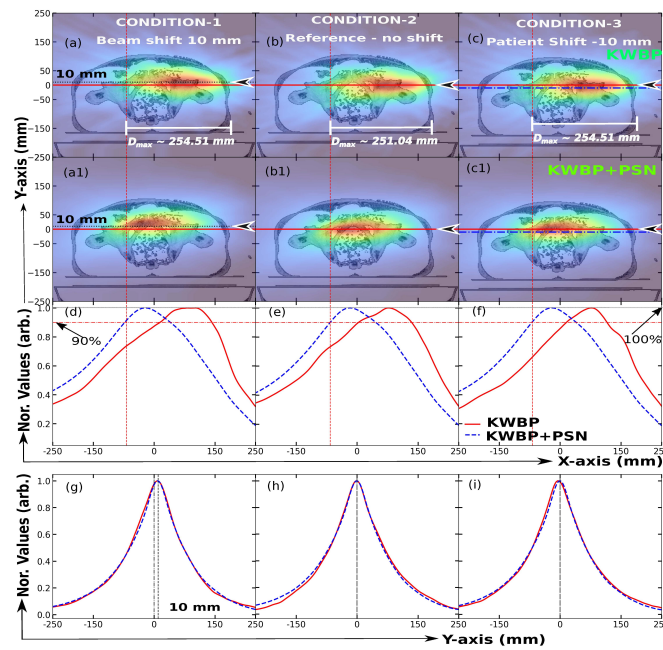 CONDITION-1
CONDITION-2
CONDITION-3
(a)
Beam shift 10 mm
(b)
Reference - no shift
(c)
Patient Shift -10 mm
KWBP
10 mm
Dmax ~ 254.51 mm
Dmax ~ 251.04 mm
Dmax ~ 254.51 mm
250
150
50
0
-50
-150
-250
Y-axis (mm)
(a1)
(b1)
(c1)
KWBP+PSN
10 mm
250
150
50
0
-50
-150
-250
(d)
(e)
(f)
90%
100%
1.0
0.8
0.6
0.4
0.2
Nor. Values (arb.)
KWBP
KWBP+PSN
-250
-150
0
150
250
-150
0
150
250
-150
0
150
250
X-axis (mm)
(g)
(h)
(i)
1.0
0.8
0.6
0.4
0.2
0.0
Nor. Values (arb.)
10 mm
-250
-150
0
150
250
-150
0
150
250
-150
0
150
250
Y-axis (mm)